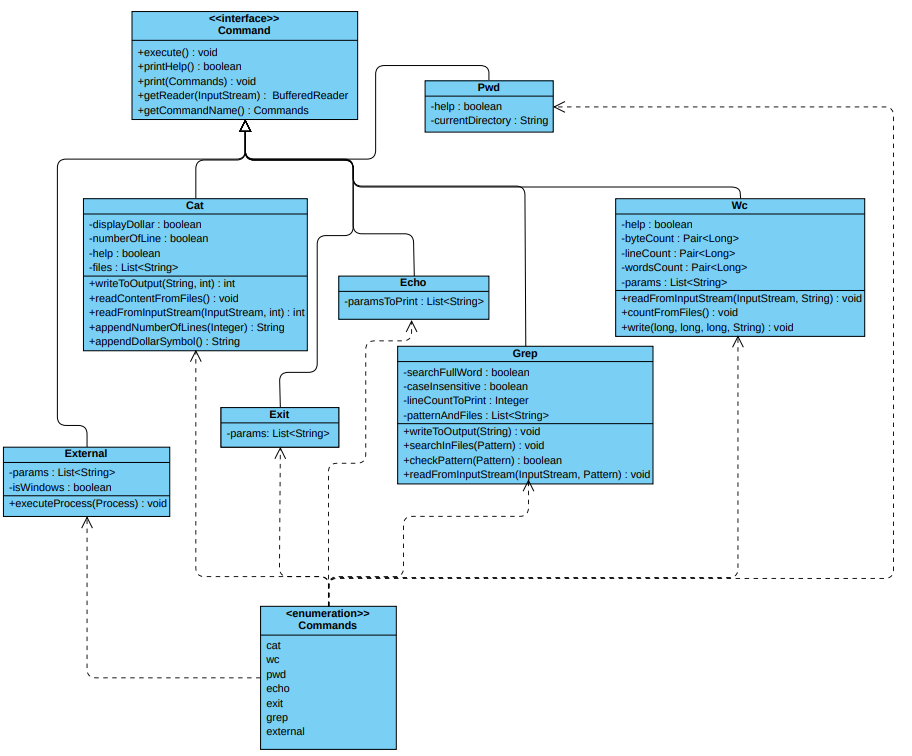 <<interface>>
Command
+execute() : void
+printHelp() : boolean
+print(Commands) : void
+getReader(InputStream) : BufferedReader
+getCommandName() : Commands
Pwd
-help : boolean
-currentDirectory : String
Cat
-displayDollar : boolean
-numberOfLine : boolean
-help : boolean
-files : List<String>
+writeToOutput(String, int) : int
+readContentFromFiles() : void
+readFromInputStream(InputStream, int) : int
+appendNumberOfLines(Integer) : String
+appendDollarSymbol() : String
Wc
-help : boolean
-byteCount : Pair<Long>
-lineCount : Pair<Long>
-wordsCount : Pair<Long>
-params : List<String>
+readFromInputStream(InputStream, String) : void
+countFromFiles() : void
+write(long, long, long, String) : void
Echo
-paramsToPrint : List<String>
Grep
-searchFullWord : boolean
-caseInsensitive : boolean
-lineCountToPrint : Integer
-patternAndFiles : List<String>
+writeToOutput(String) : void
+searchInFiles(Pattern) : void
+checkPattern(Pattern) : boolean
+readFromInputStream(InputStream, Pattern) : void
Exit
-params: List<String>
External
-params : List<String>
-isWindows : boolean
+executeProcess(Process) : void
<enumeration>>
Commands
cat
wc
pwd
echo
exit
grep
external